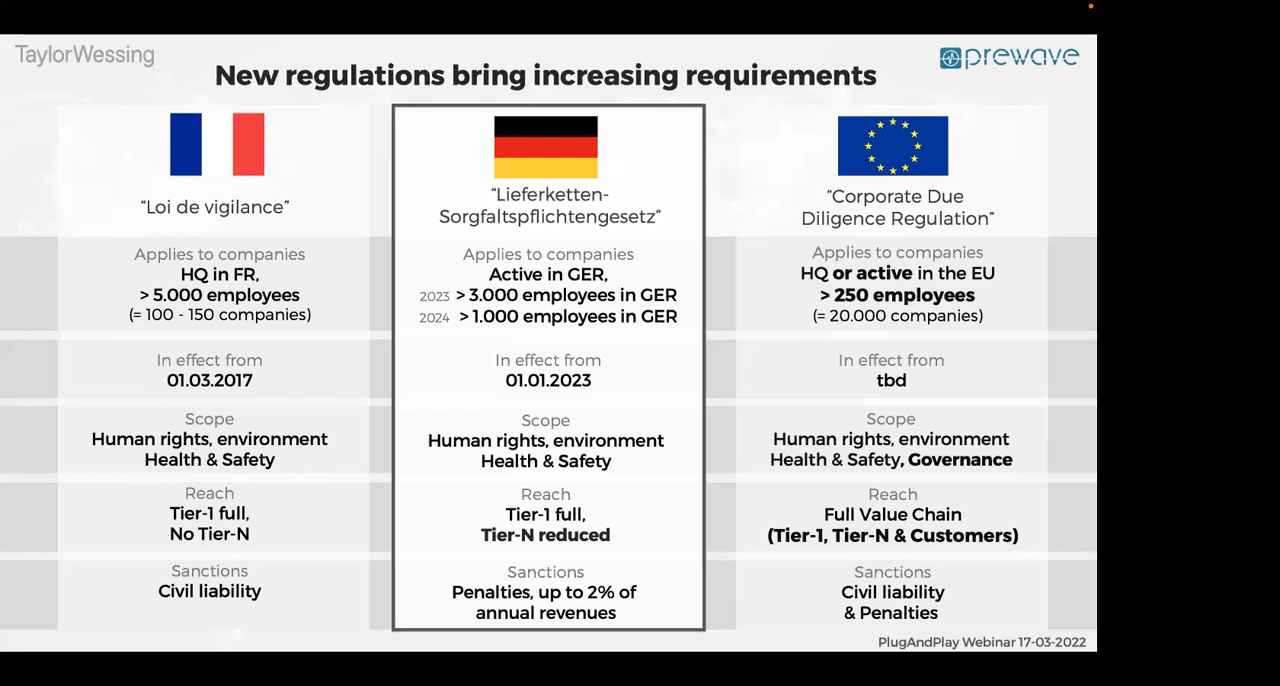 TaylorWessing
prewave
New regulations bring increasing requirements
“Loi de vigilance”
Applies to companies
HQ in FR,
> 5.000 employees
(= 100 - 150 companies)
In effect from
01.03.2017
Scope
Human rights, environment
Health & Safety
Reach
Tier-1 full,
No Tier-N
Sanctions
Civil liability
“Lieferketten-
Sorgfaltspflichtengesetz”
Applies to companies
Active in GER,
2023 > 3.000 employees in GER
2024 > 1.000 employees in GER
In effect from
01.01.2023
Scope
Human rights, environment
Health & Safety
Reach
Tier-1 full,
Tier-N reduced
Sanctions
Penalties, up to 2% of
annual revenues
“Corporate Due
Diligence Regulation”
Applies to companies
HQ or active in the EU
> 250 employees
(= 20.000 companies)
In effect from
tbd
Scope
Human rights, environment
Health & Safety, Governance
Reach
Full Value Chain
(Tier-1, Tier-N & Customers)
Sanctions
Civil liability
& Penalties
PlugAndPlay Webinar 17-03-2022